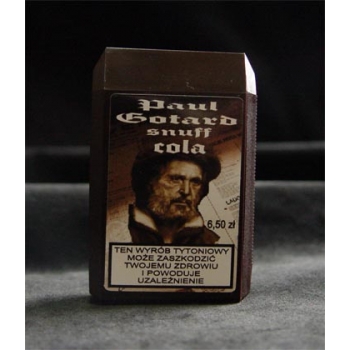 Paul
Gotard
snuff
cola
6,50 zł
TEN WYRÓB TYTONIOWY
MOŻE ZASZKODZIĆ
TWOJEMU ZDROWIU
I POWODUJE
UZALEŻNIENIE